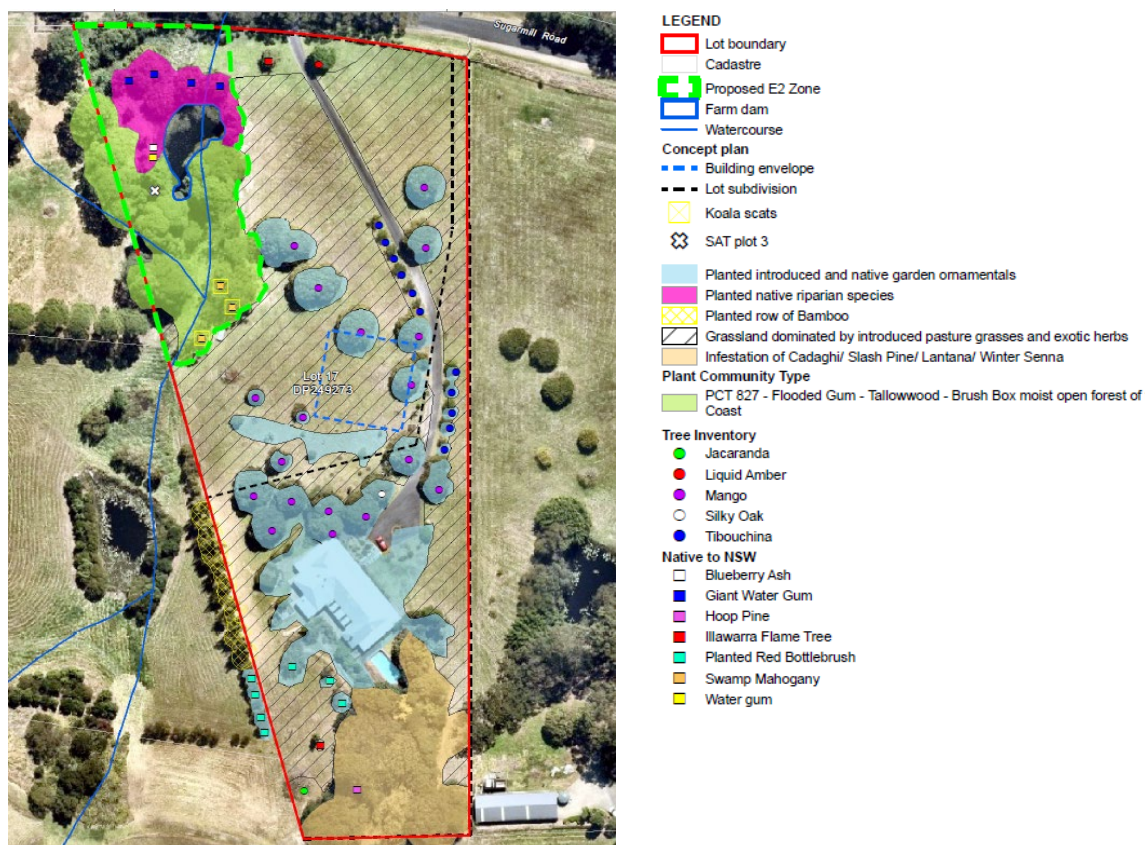 Sugarmill Road
Lot 17
DP249273
LEGEND
Lot boundary
Cadastre
Proposed E2 Zone
Farm dam
Watercourse
Concept plan
Building envelope
Lot subdivision
Koala scats
SAT plot 3
Planted introduced and native garden ornamentals
Planted native riparian species
Planted row of Bamboo
Grassland dominated by introduced pasture grasses and exotic herbs
Infestation of Cadaghi/ Slash Pine/ Lantana/ Winter Senna
Plant Community Type
PCT 827 - Flooded Gum - Tallowwood - Brush Box moist open forest of
Coast
Tree Inventory
Jacaranda
Liquid Amber
Mango
Silky Oak
Tibouchina
Native to NSW
Blueberry Ash
Giant Water Gum
Hoop Pine
Illawarra Flame Tree
Planted Red Bottlebrush
Swamp Mahogany
Water gum